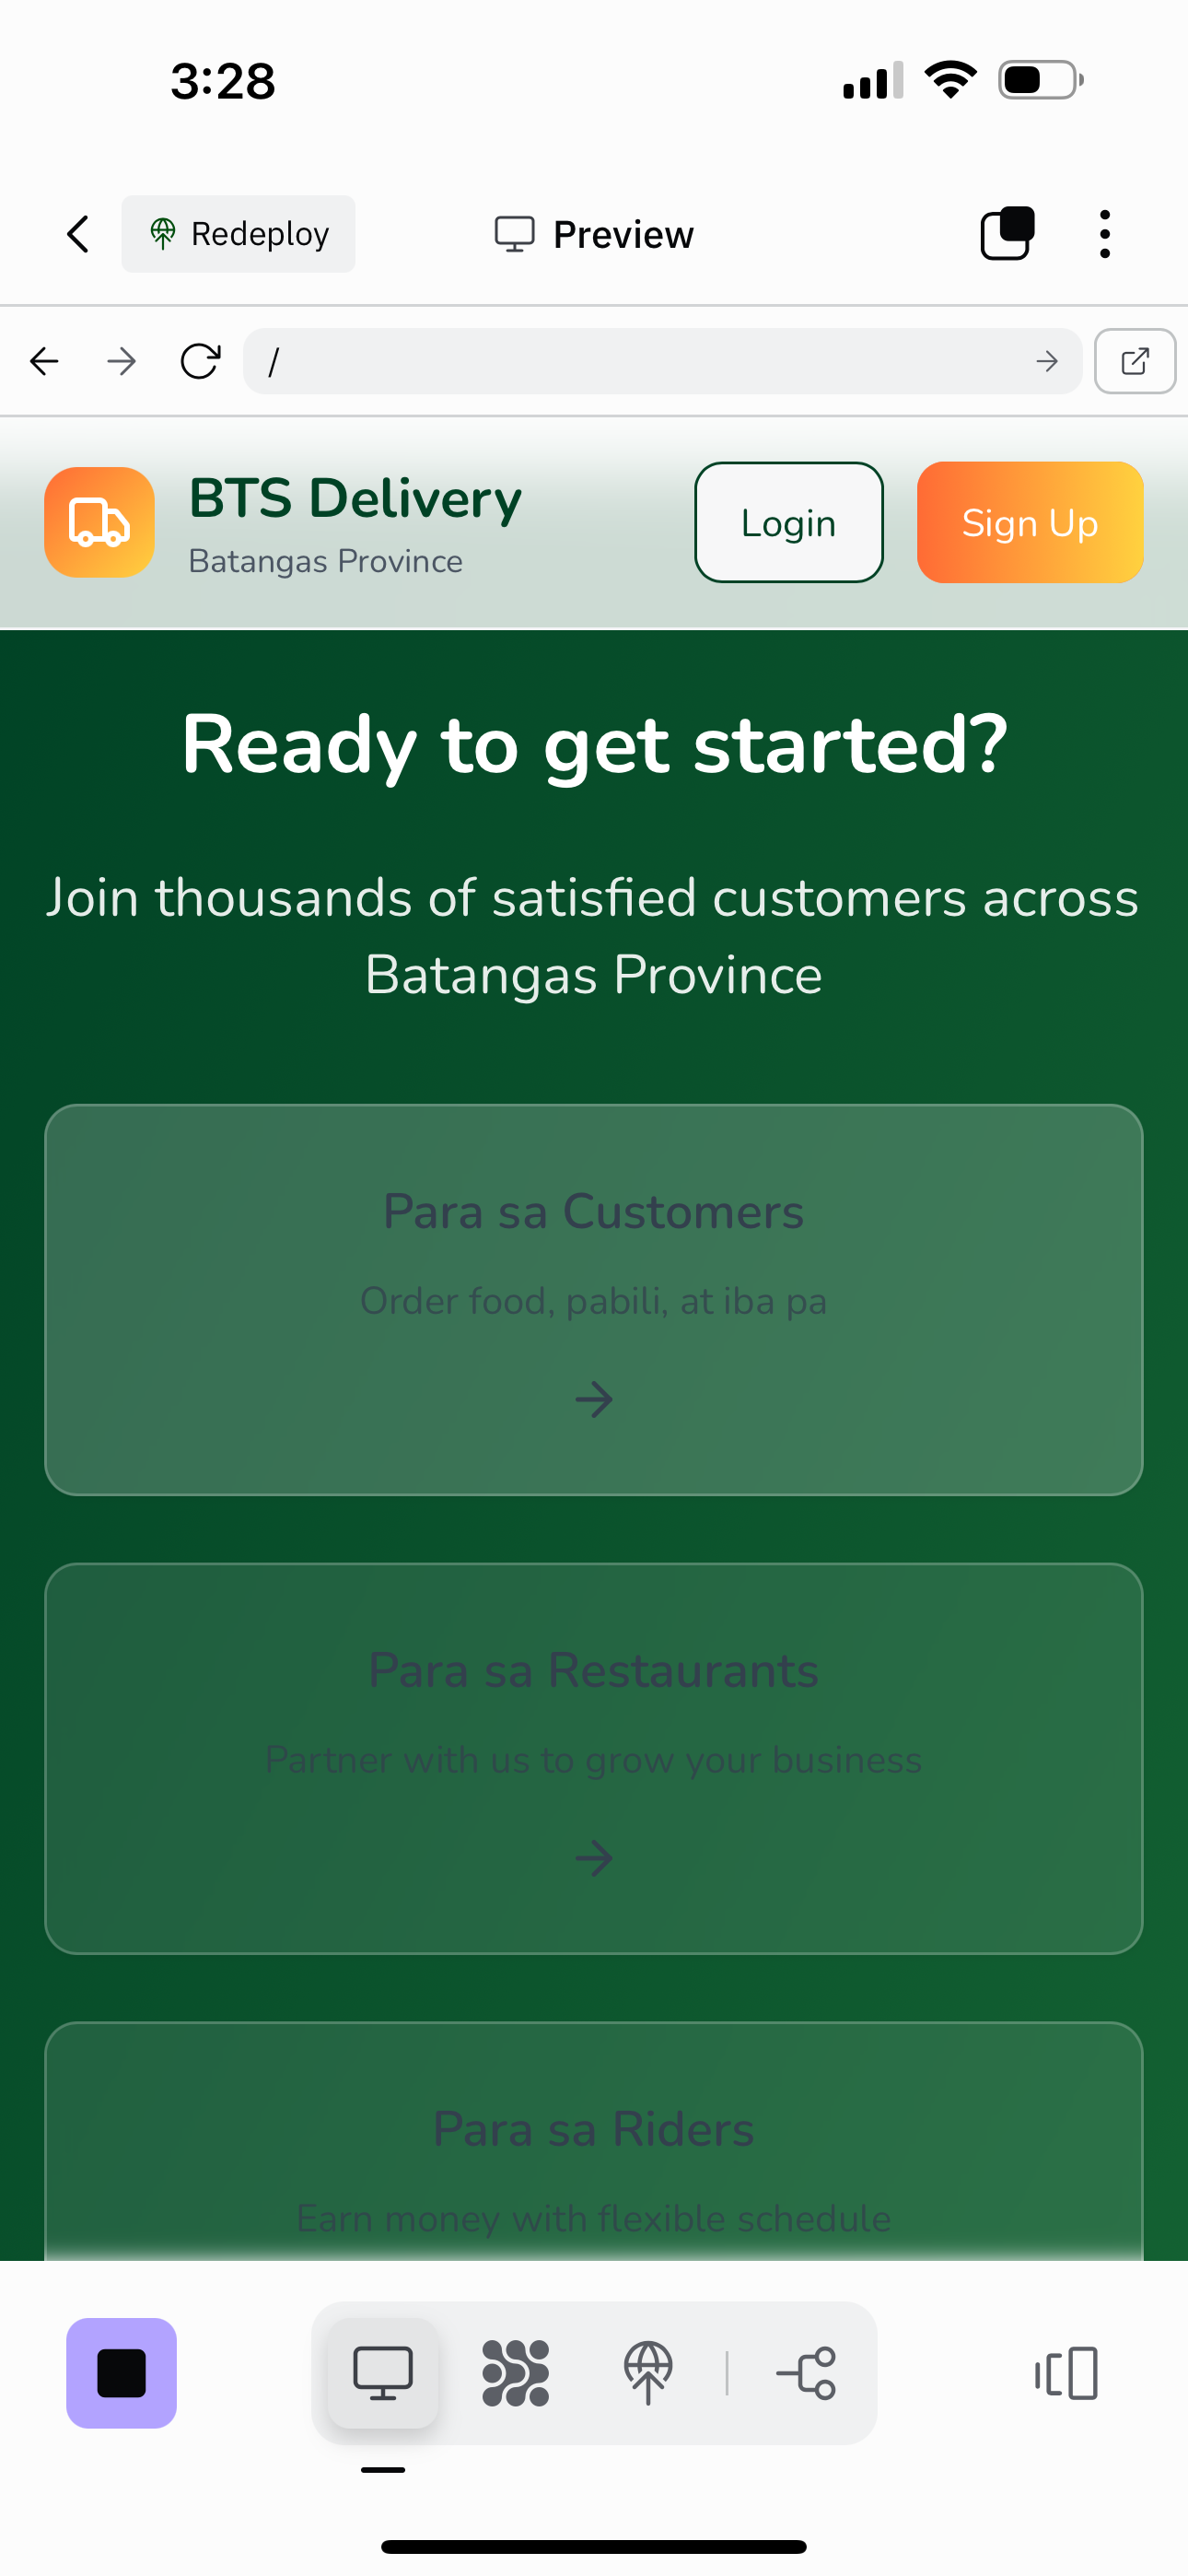 3:28
Redeploy
Preview
/
BTS Delivery
Batangas Province
Login
Sign Up
Ready to get started?
Join thousands of satisfied customers across
Batangas Province
Para sa Customers
Order food, pabili, at iba pa
Para sa Restaurants
Partner with us to grow your business
Para sa Riders
Earn money with flexible schedule